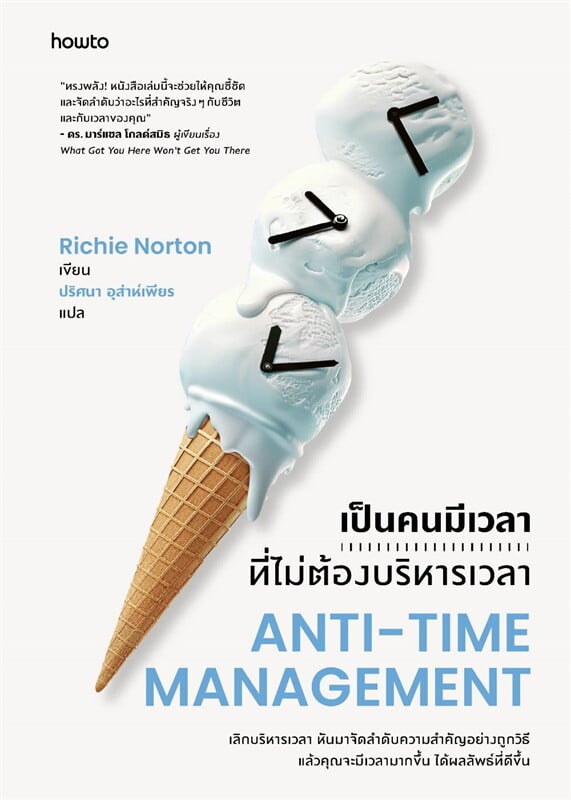 howto
"ทรงพลัง! หนังสือเล่มนี้จะช่วยให้คุณชี้ชัด
และจัดลำดับว่าอะไรที่สำคัญจริง ๆ กับชีวิต
และกับเวลาของคุณ"
- ดร. มาร์แชล โกลด์สมิธ ผู้เขียนเรื่อง
What Got You Here Won't Get You There
Richie Norton
เขียน
ปริศนา อุส่าห์เพียร
แปล
เป็นคนมีเวลา
ที่ไม่ต้องบริหารเวลา
ANTI-TIME
MANAGEMENT
เลิกบริหารเวลา หันมาจัดลำดับความสำคัญอย่างถูกวิธี
แล้วคุณจะมีเวลามากขึ้น ได้ผลลัพธ์ที่ดีขึ้น